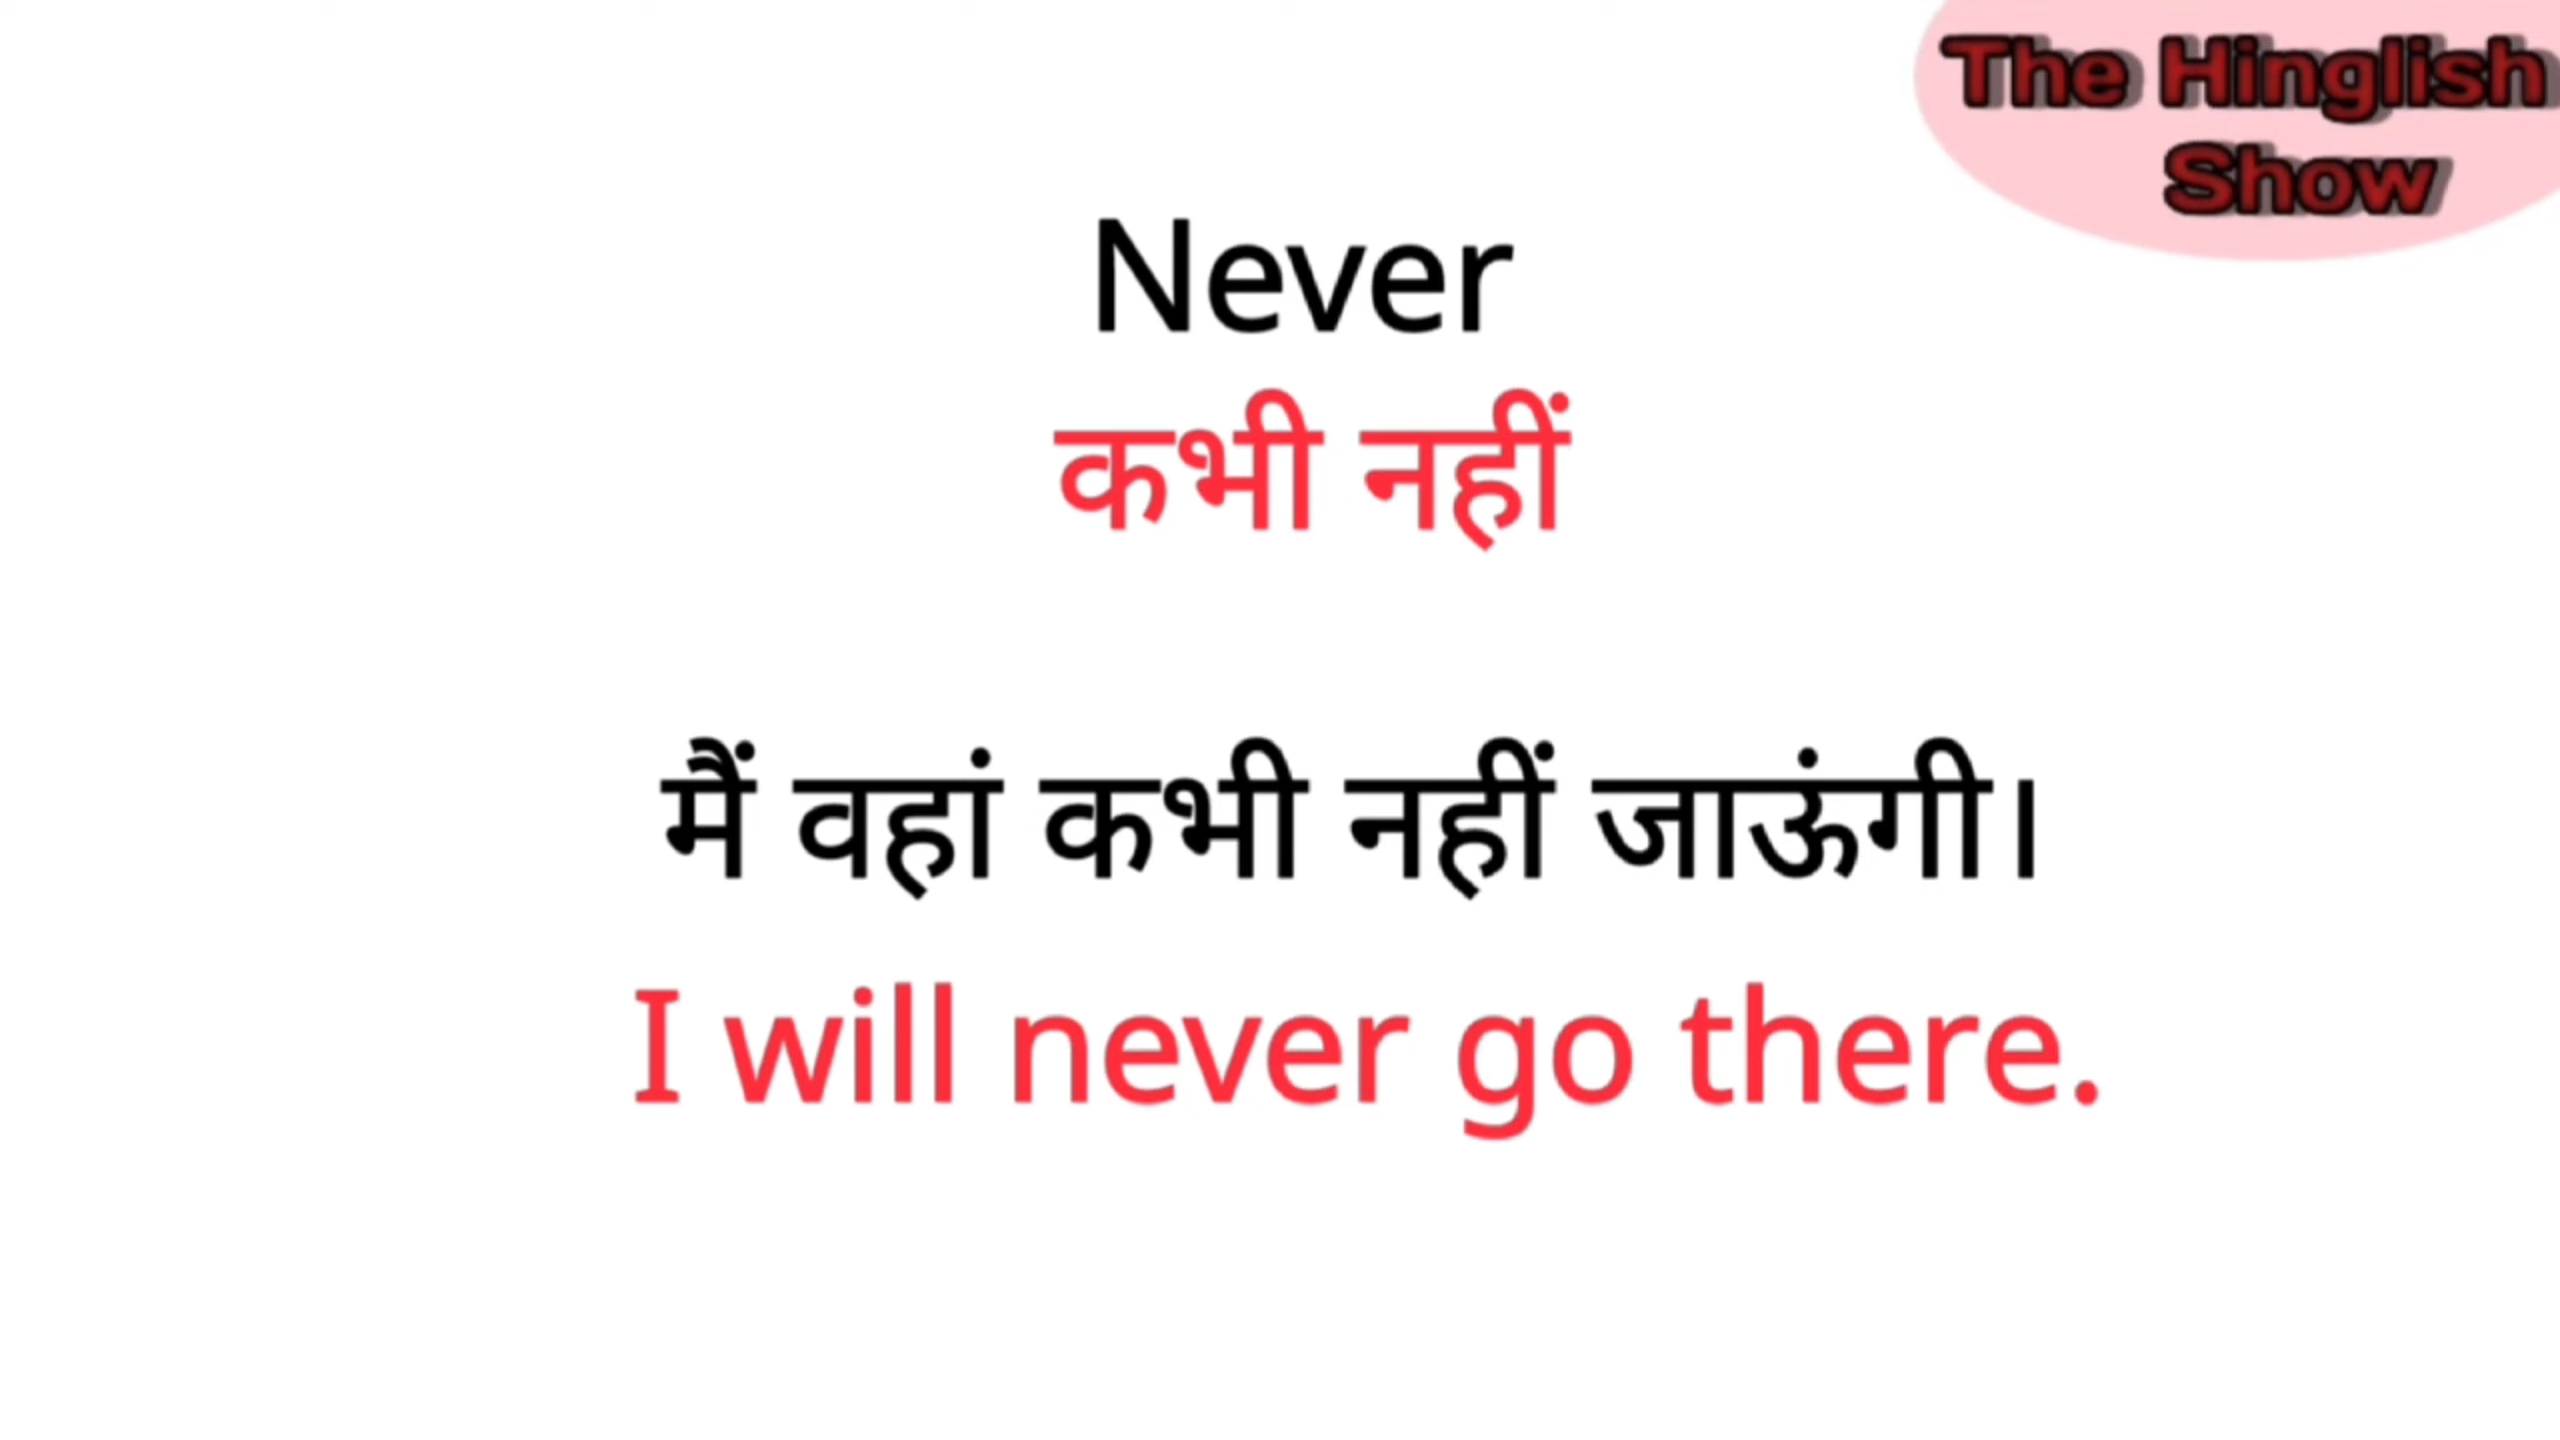 The Hinglish
Show
Never
कभी नहीं
मैं वहां कभी नहीं जाऊंगी।
I will never go there.